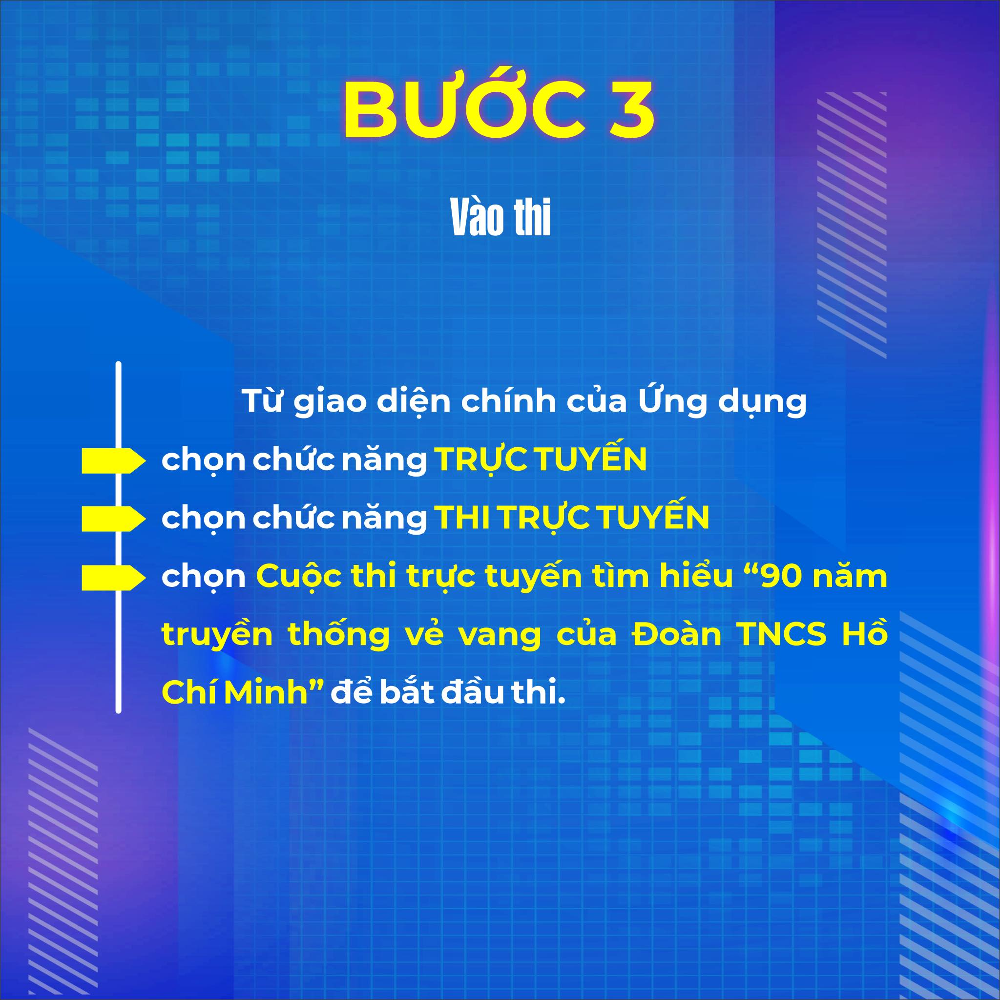 BƯỚC 3
Vào thi
Từ giao diện chính của Ứng dụng
chọn chức năng TRỰC TUYẾN
chọn chức năng THI TRỰC TUYẾN
chọn Cuộc thi trực tuyến tìm hiểu “90 năm
truyền thống vẻ vang của Đoàn TNCS Hồ
Chí Minh” để bắt đầu thi.